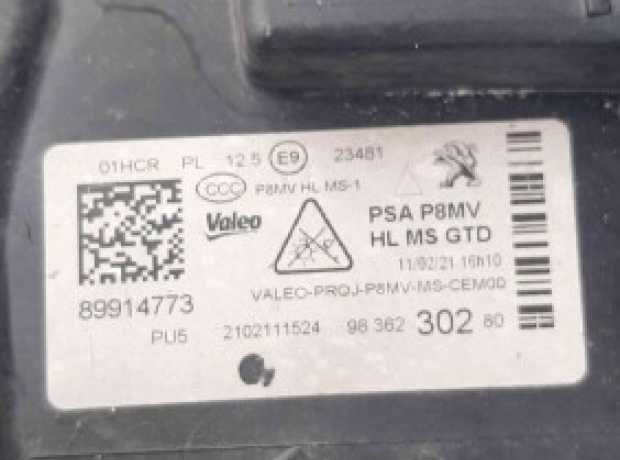 01HCR PL 12.5 E9 23481
CCC P8MV HL MS-1
Valeo
PSA P8MV
HL MS GTD
11/02/21 16h10
VALEO-PROJ-P8MV-MS-CEM00
89914773
PU5 2102111524 98 362 302 80